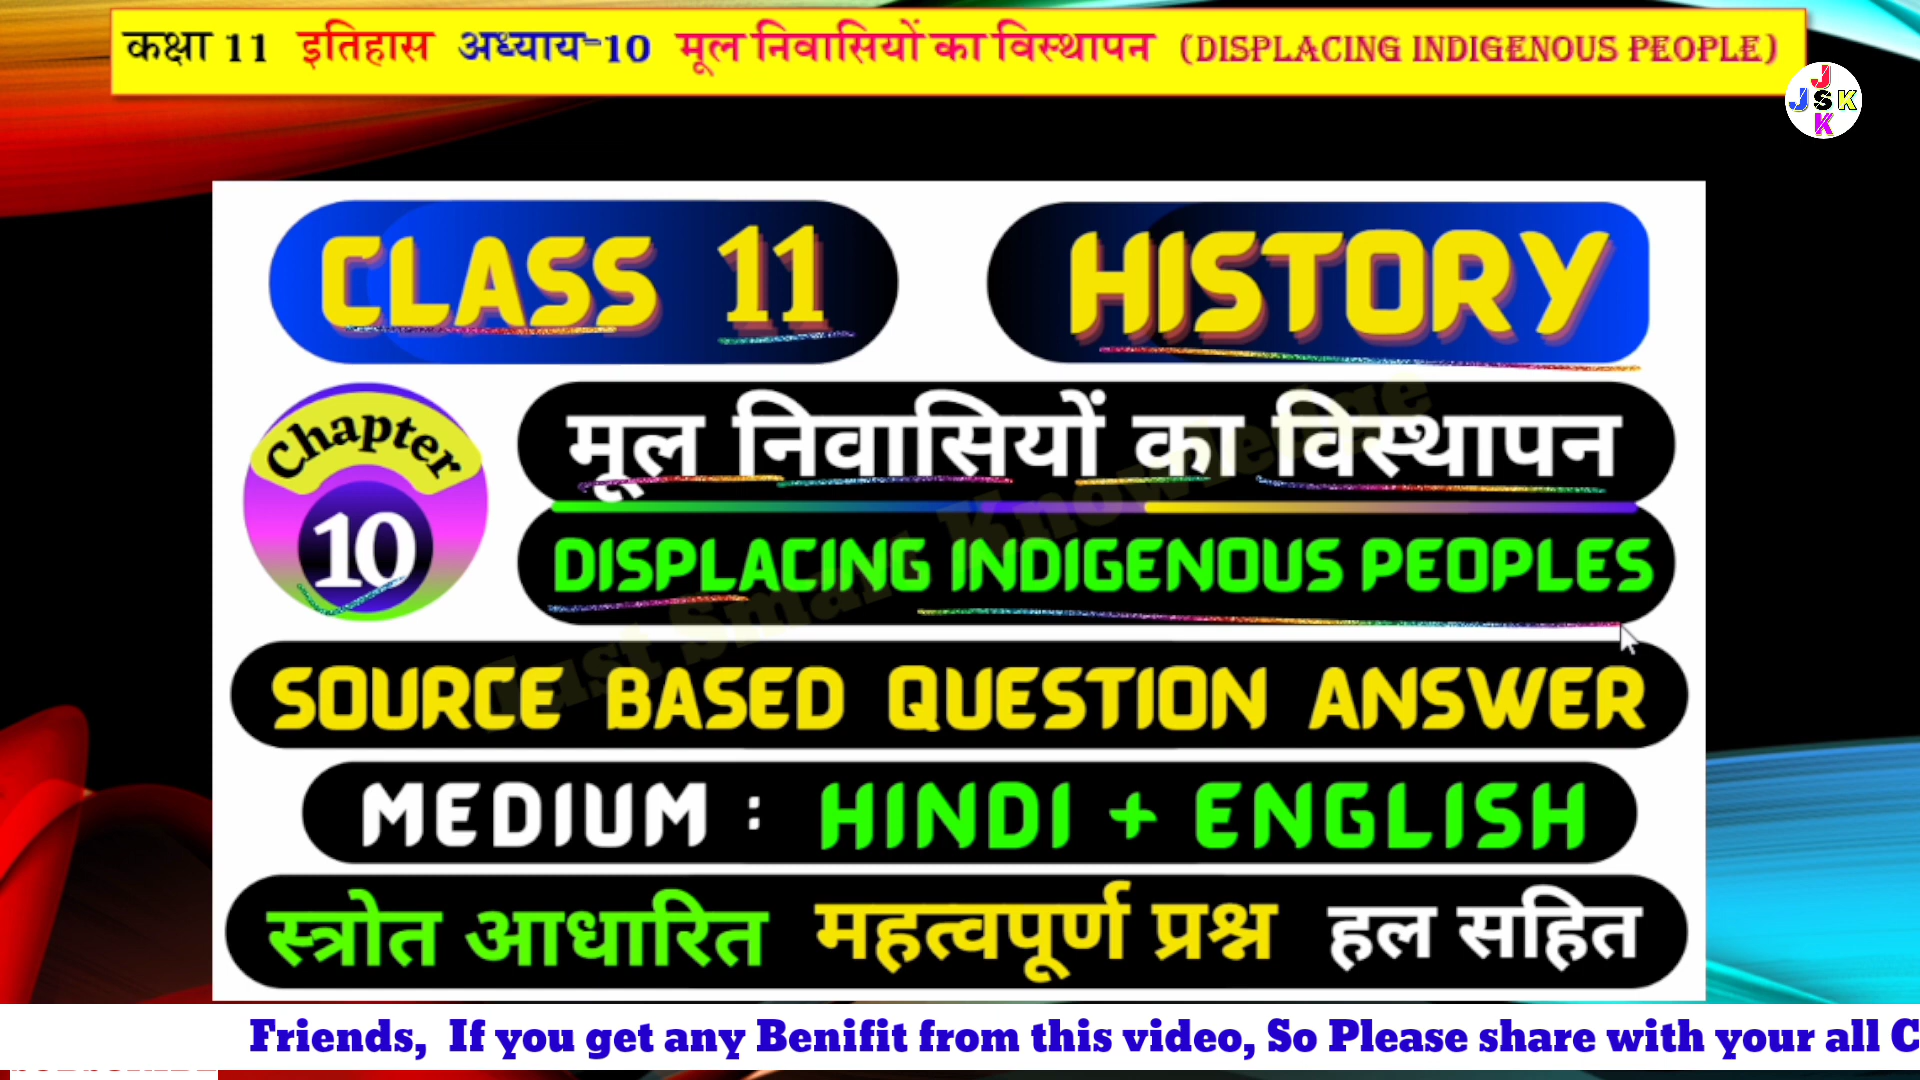 कक्षा 11 इतिहास अध्याय-10 मूल निवासियों का विस्थापन (DISPLACING INDIGENOUS PEOPLE)
J
J S K
K
CLASS 11 HISTORY
Chapter
10
मूल निवासियों का विस्थापन
DISPLACING INDIGENOUS PEOPLES
SOURCE BASED QUESTION ANSWER
MEDIUM : HINDI + ENGLISH
स्त्रोत आधारित महत्वपूर्ण प्रश्न हल सहित
Friends, If you get any Benifit from this video, So Please share with your all C